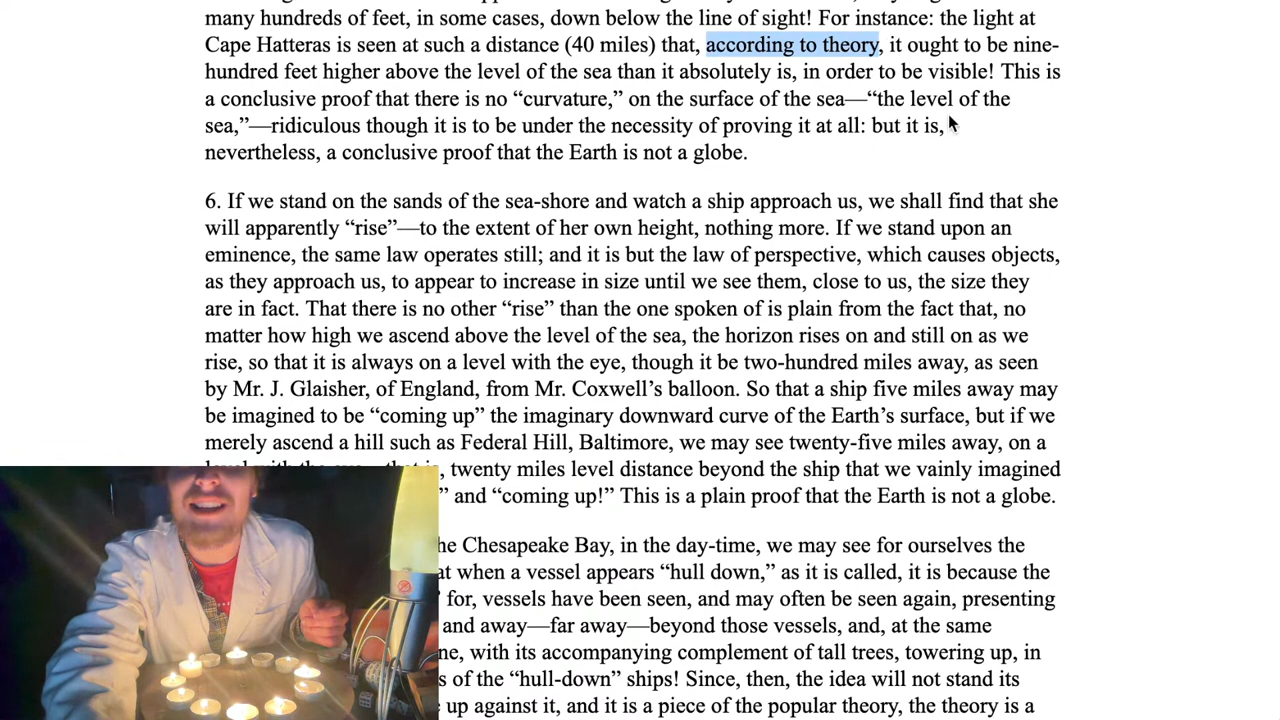 many hundreds of feet, in some cases, down below the line of sight! For instance: the light at
Cape Hatteras is seen at such a distance (40 miles) that, according to theory, it ought to be nine-
hundred feet higher above the level of the sea than it absolutely is, in order to be visible! This is
a conclusive proof that there is no “curvature,” on the surface of the sea—“the level of the
sea,”—ridiculous though it is to be under the necessity of proving it at all: but it is,
nevertheless, a conclusive proof that the Earth is not a globe.
6. If we stand on the sands of the sea-shore and watch a ship approach us, we shall find that she
will apparently “rise”—to the extent of her own height, nothing more. If we stand upon an
eminence, the same law operates still; and it is but the law of perspective, which causes objects,
as they approach us, to appear to increase in size until we see them, close to us, the size they
are in fact. That there is no other “rise” than the one spoken of is plain from the fact that, no
matter how high we ascend above the level of the sea, the horizon rises on and still on as we
rise, so that it is always on a level with the eye, though it be two-hundred miles away, as seen
by Mr. J. Glaisher, of England, from Mr. Coxwell’s balloon. So that a ship five miles away may
be imagined to be “coming up” the imaginary downward curve of the Earth’s surface, but if we
merely ascend a hill such as Federal Hill, Baltimore, we may see twenty-five miles away, on a
twenty miles level distance beyond the ship that we vainly imagined
” and “coming up!” This is a plain proof that the Earth is not a globe.
Chesapeake Bay, in the day-time, we may see for ourselves the
when a vessel appears “hull down,” as it is called, it is because the
for, vessels have been seen, and may often be seen again, presenting
and away—far away—beyond those vessels, and, at the same
with its accompanying complement of tall trees, towering up, in
of the “hull-down” ships! Since, then, the idea will not stand its
up against it, and it is a piece of the popular theory, the theory is a